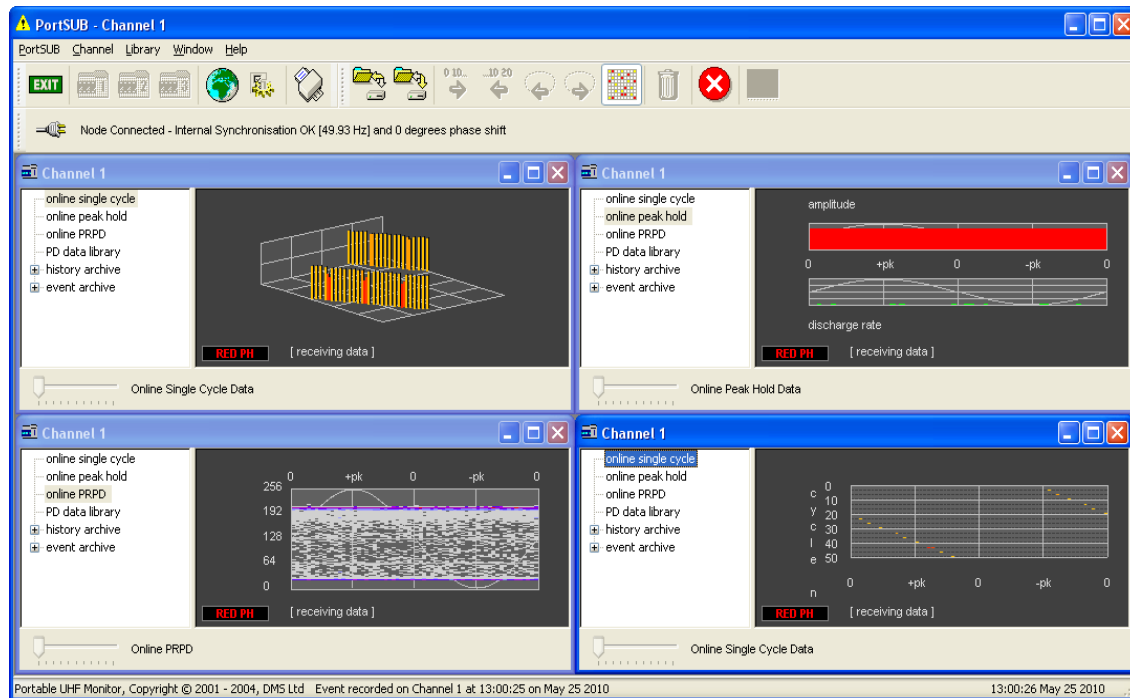 PortSUB - Channel 1
PortSUB Channel Library Window Help
EXIT 1 2 3 0 10... ...10 20
Node Connected - Internal Synchronisation OK [49.93 Hz] and 0 degrees phase shift
Channel 1
online single cycle
online peak hold
online PRPD
PD data library
history archive
event archive
RED PH [ receiving data ]
Online Single Cycle Data
Channel 1
online single cycle
online peak hold
online PRPD
PD data library
history archive
event archive
amplitude
0 +pk 0 -pk 0
discharge rate
RED PH [ receiving data ]
Online Peak Hold Data
Channel 1
online single cycle
online peak hold
online PRPD
PD data library
history archive
event archive
0 +pk 0 -pk 0
256
192
128
64
0
RED PH [ receiving data ]
Online PRPD
Channel 1
online single cycle
online peak hold
online PRPD
PD data library
history archive
event archive
c y c l e n
0
10
20
30
40
50
0 +pk 0 -pk 0
RED PH [ receiving data ]
Online Single Cycle Data
Portable UHF Monitor, Copyright © 2001 - 2004, DMS Ltd Event recorded on Channel 1 at 13:00:25 on May 25 2010 13:00:26 May 25 2010